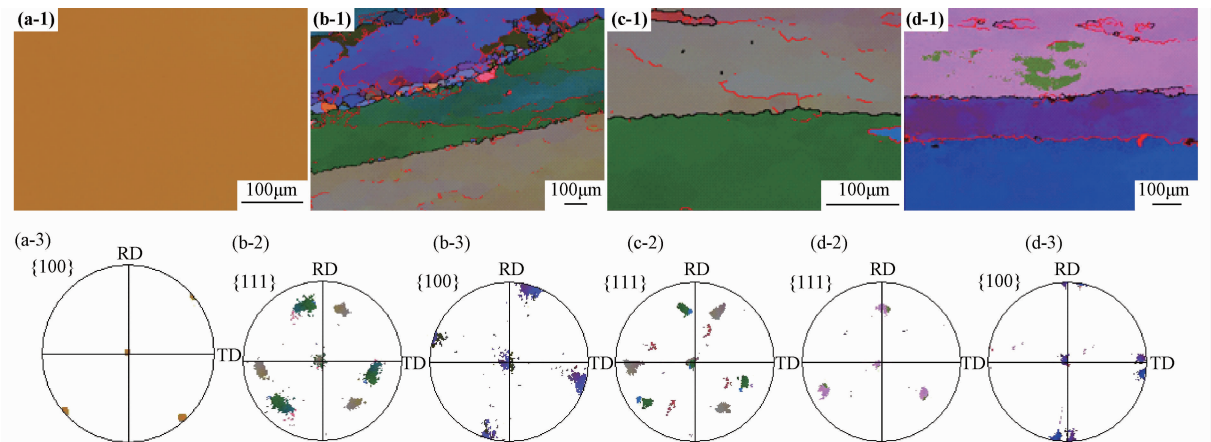 (a-1) (b-1) (c-1) (d-1)
100μm 100μm 100μm 100μm
(a-3) (b-2) (b-3) (c-2) (d-2) (d-3)
{100} RD TD
{111} RD TD
{100} RD TD
{111} RD TD
{111} RD TD
{100} RD TD